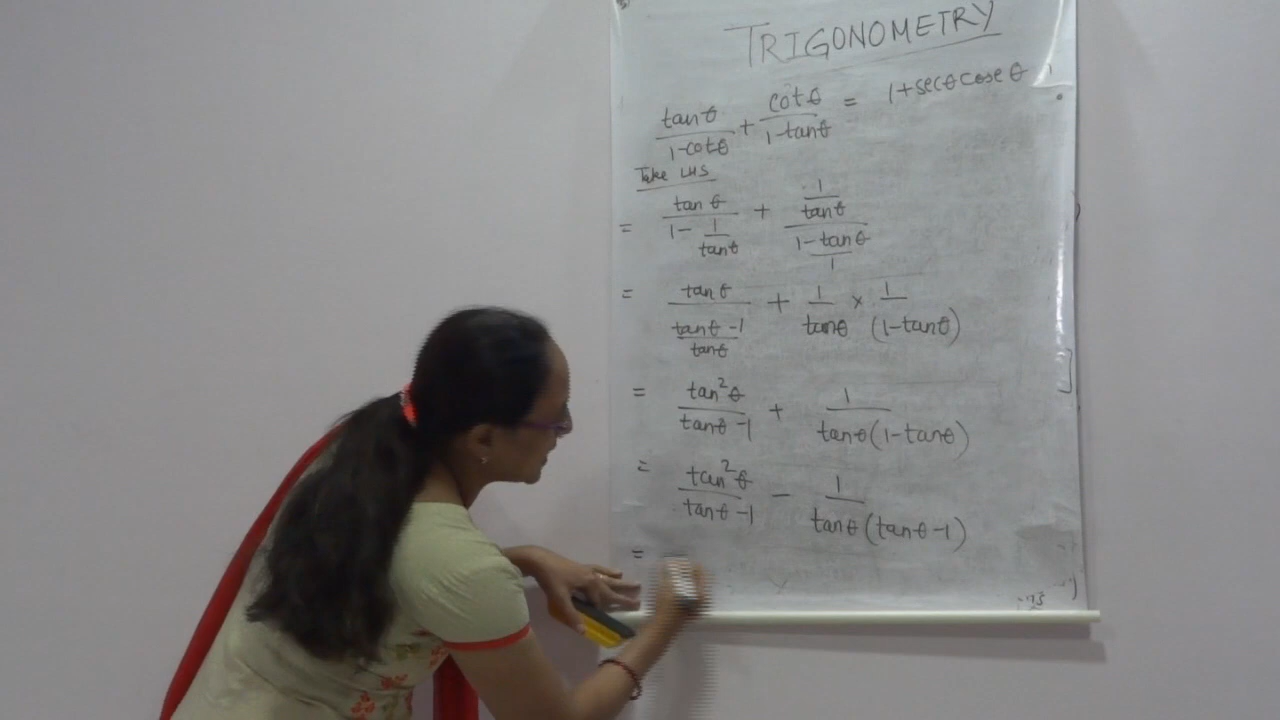 TRIGONOMETRY
tanθ/(1-cotθ) + cotθ/(1-tanθ) = 1+secθ cosecθ
Take LHS
= tanθ/(1-1/tanθ) + (1/tanθ)/((1-tanθ)/1)
= tanθ/((tanθ-1)/tanθ) + 1/tanθ × 1/(1-tanθ)
= tan²θ/(tanθ-1) + 1/(tanθ(1-tanθ))
= tan²θ/(tanθ-1) - 1/(tanθ(tanθ-1))
=